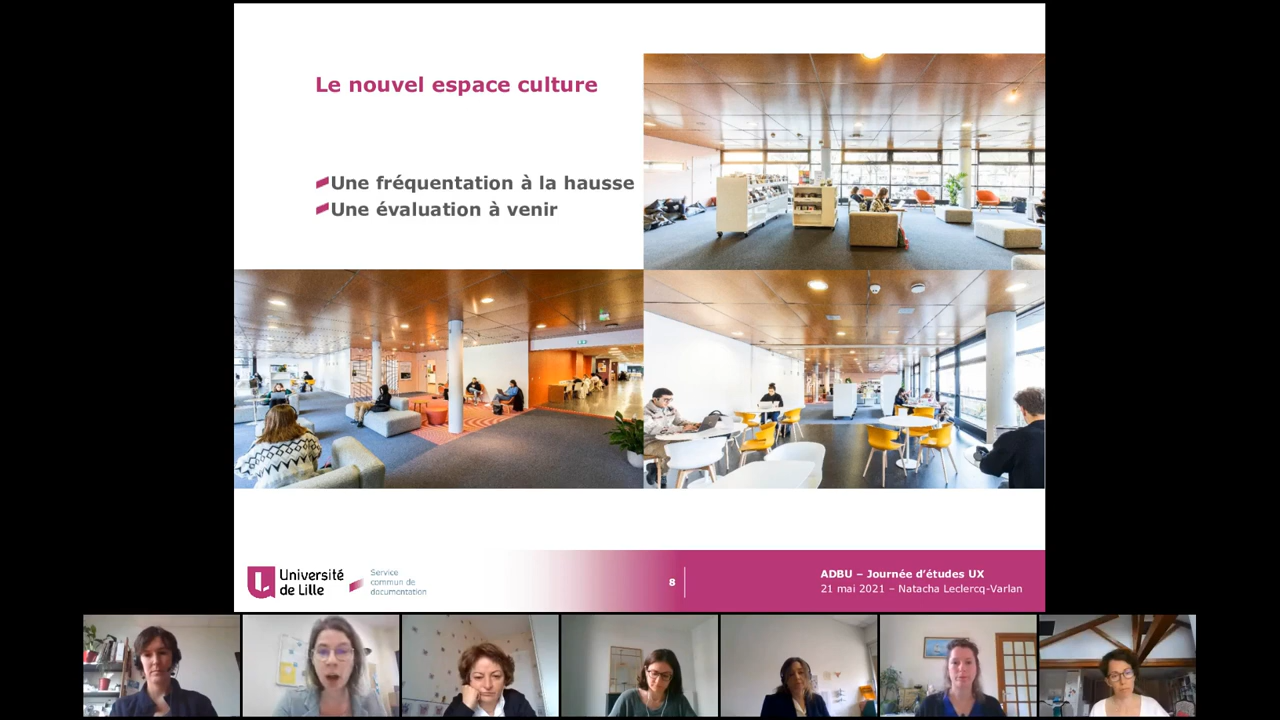 Le nouvel espace culture
Une fréquentation à la hausse
Une évaluation à venir
Université
de Lille
Service
commun de
documentation
8
ADBU – Journée d'études UX
21 mai 2021 – Natacha Leclercq-Varlan